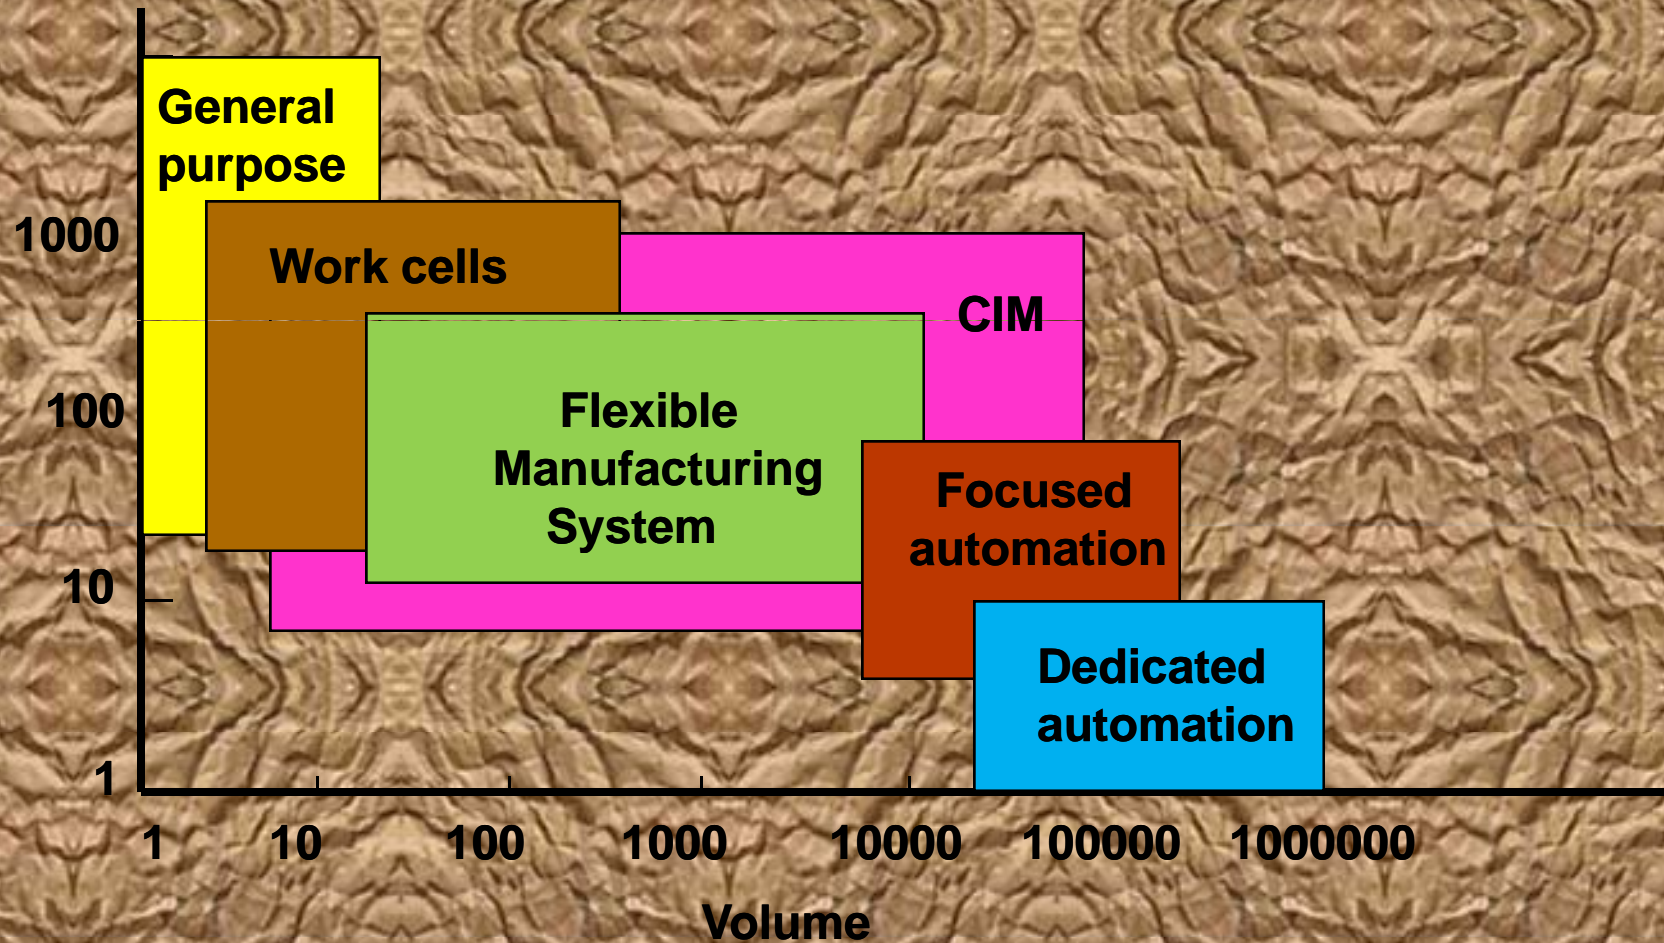 General
purpose
1000
Work cells
CIM
100
Flexible
Manufacturing
System
Focused
automation
10
Dedicated
automation
1
1 10 100 1000 10000 100000 1000000
Volume